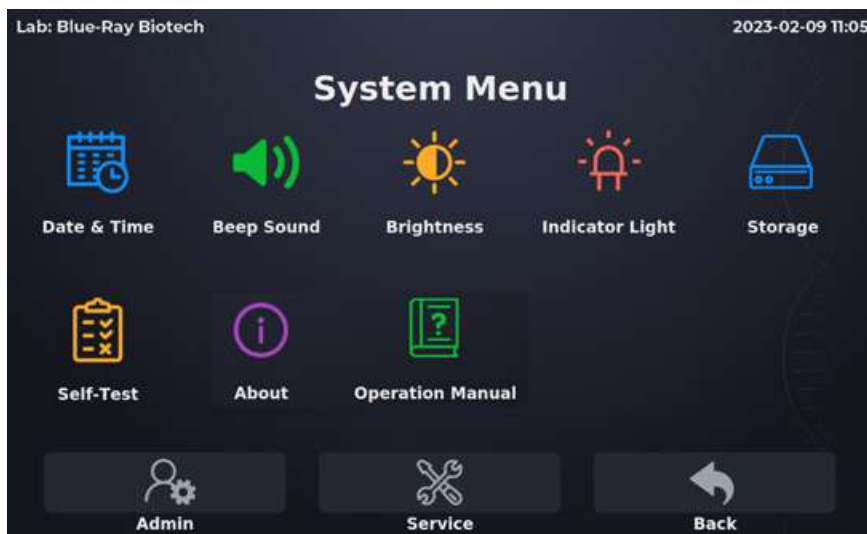 Lab: Blue-Ray Biotech 2023-02-09 11:05
System Menu
Date & Time Beep Sound Brightness Indicator Light Storage
?
Self-Test About Operation Manual
Admin Service Back